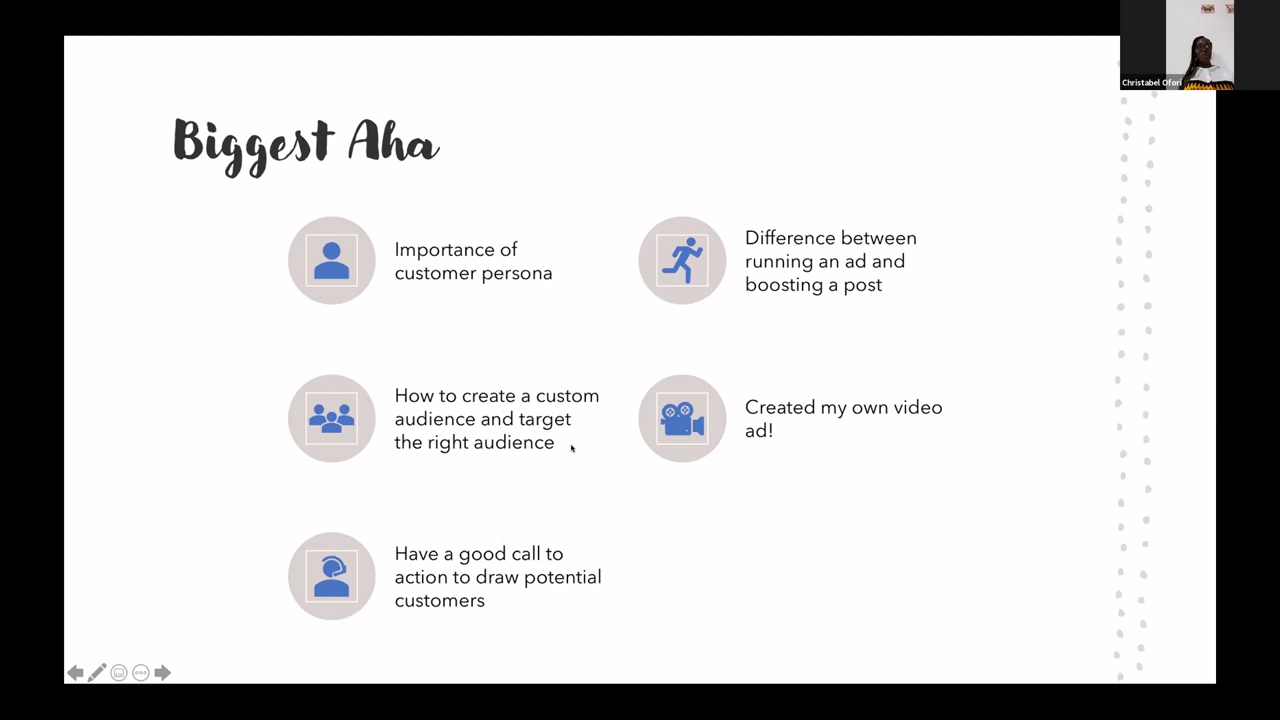 Biggest Aha
Importance of
customer persona
Difference between
running an ad and
boosting a post
How to create a custom
audience and target
the right audience
Created my own video
ad!
Have a good call to
action to draw potential
customers
Christabel Ofori